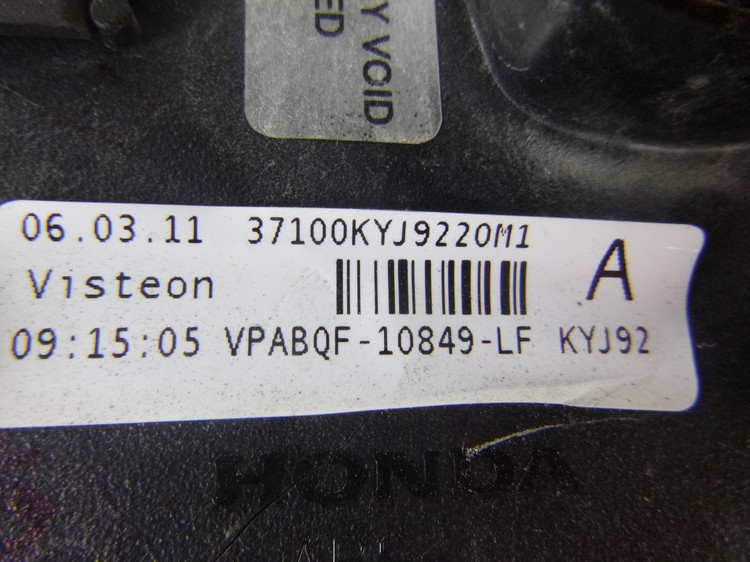 Y VOID
ED
06.03.11 37100KYJ9220M1
Visteon A
09:15:05 VPABQF-10849-LF KYJ92
HONDA